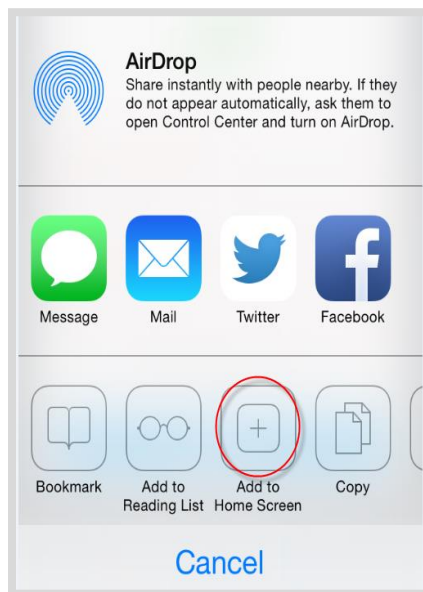 AirDrop
Share instantly with people nearby. If they
do not appear automatically, ask them to
open Control Center and turn on AirDrop.
Message
Mail
Twitter
Facebook
Bookmark
Add to
Reading List
Add to
Home Screen
Copy
Cancel